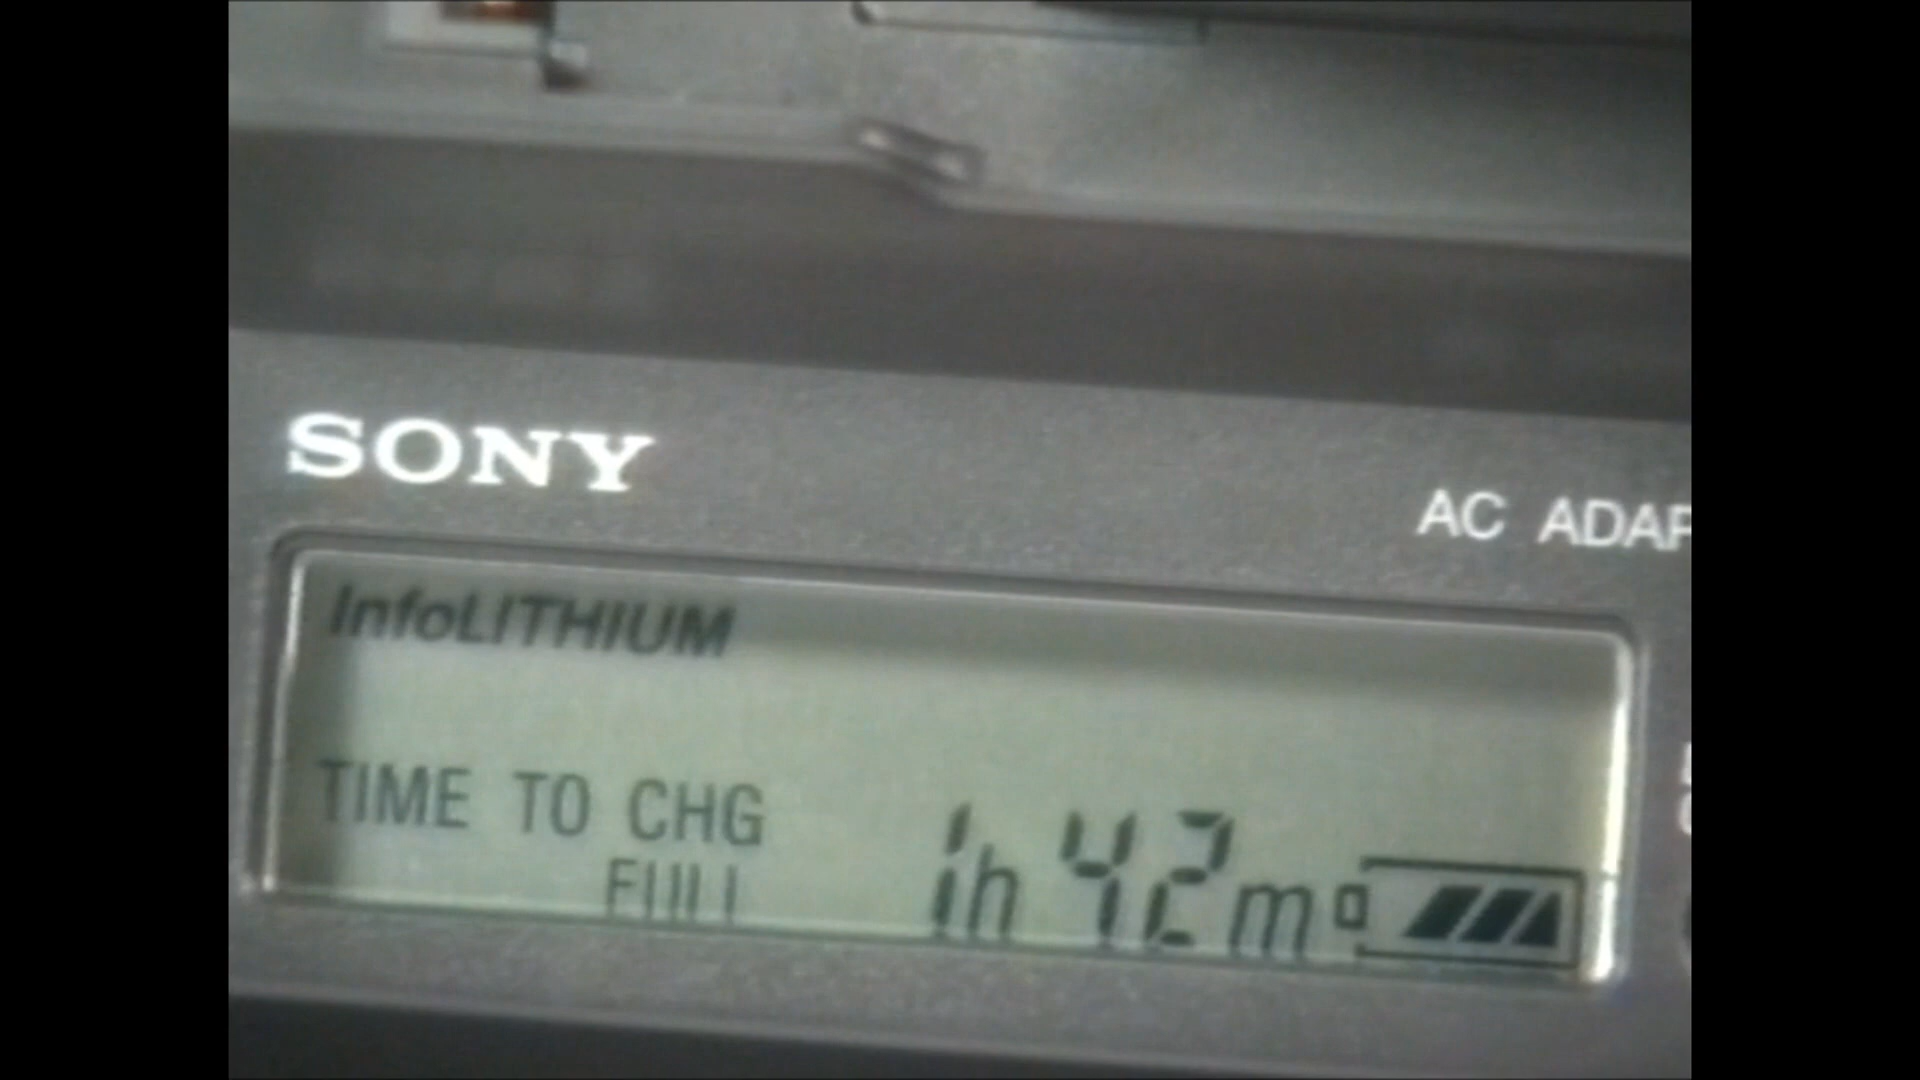 SONY
AC ADAP
InfoLITHIUM
TIME TO CHG
FULL 1h 42m